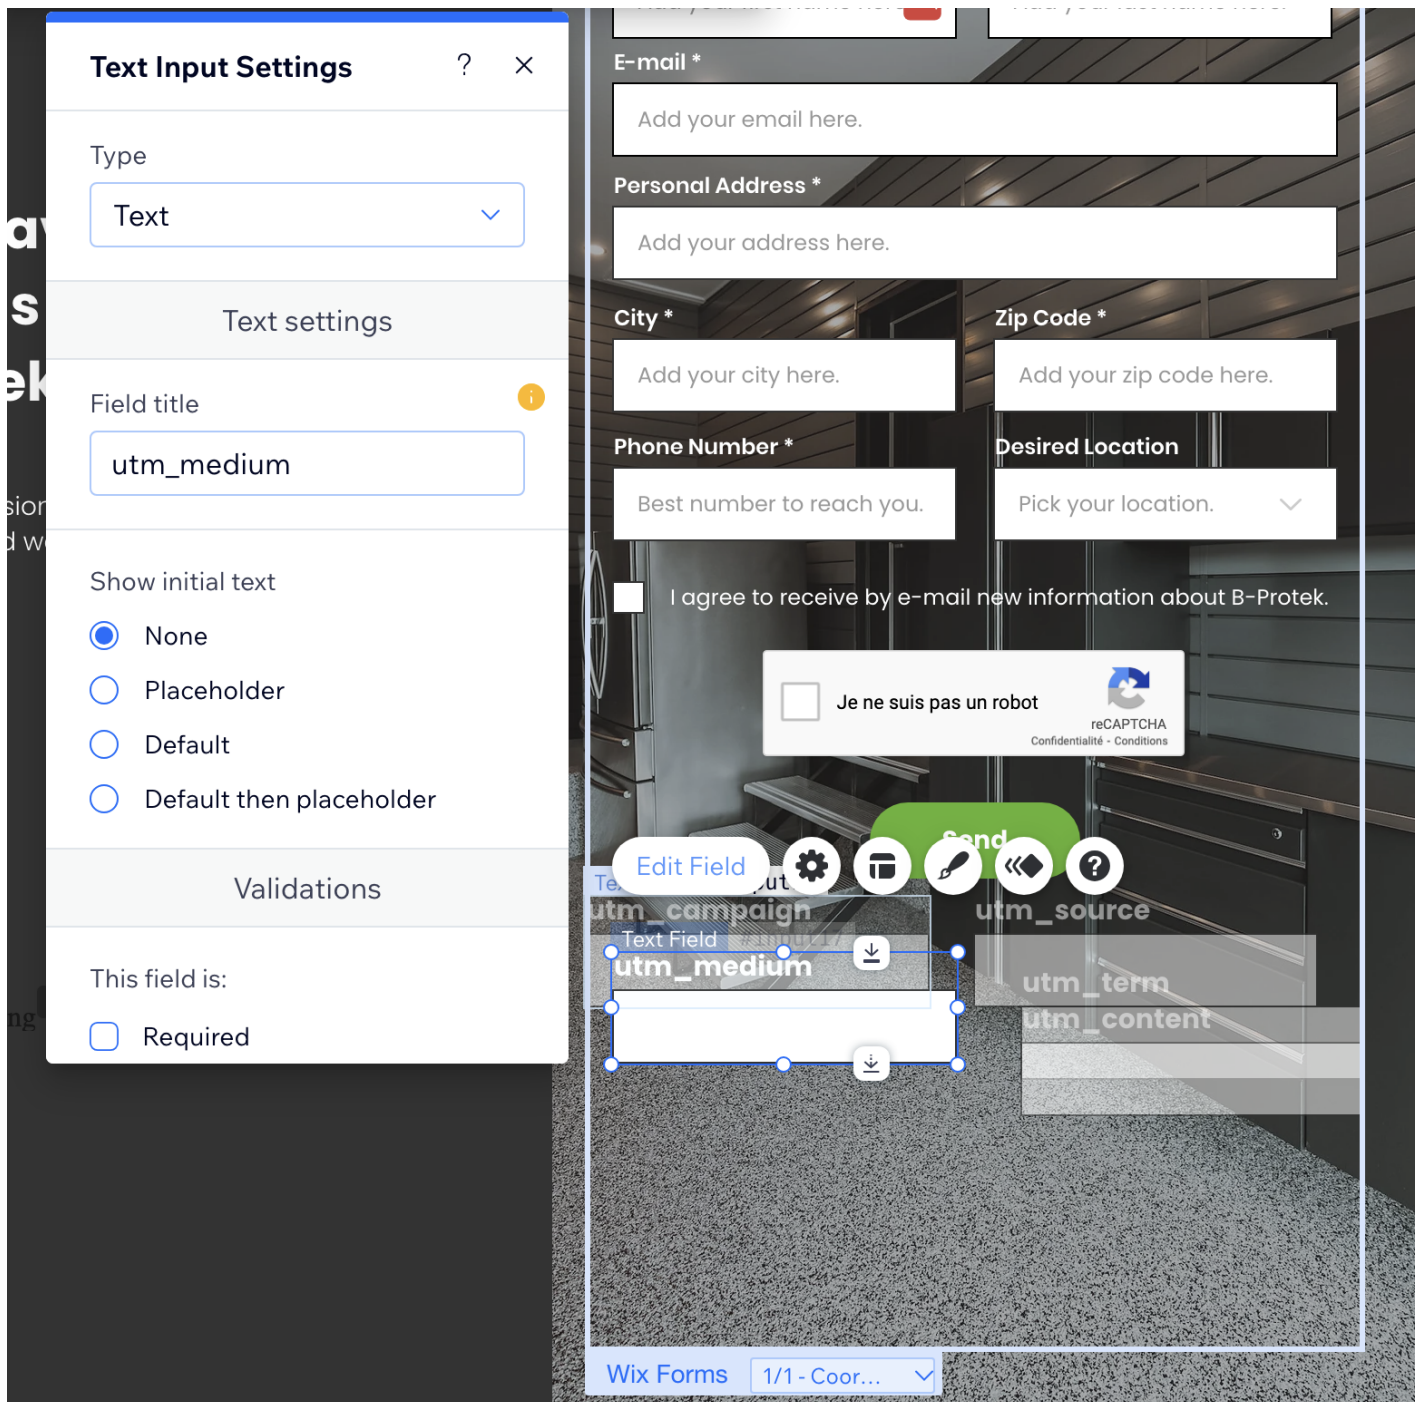 Text Input Settings
?
Type
Text
Text settings
Field title
utm_medium
Show initial text
None
Placeholder
Default
Default then placeholder
Validations
This field is:
Required
E-mail *
Add your email here.
Personal Address *
Add your address here.
City *
Zip Code *
Add your city here.
Add your zip code here.
Phone Number *
Desired Location
Best number to reach you.
Pick your location.
I agree to receive by e-mail new information about B-Protek.
Je ne suis pas un robot
reCAPTCHA
Confidentialité - Conditions
Send
Edit Field
?
utm_campaign
utm_source
Text Field
#input17
utm_medium
utm_term
utm_content
Wix Forms
1/1 - Coor...